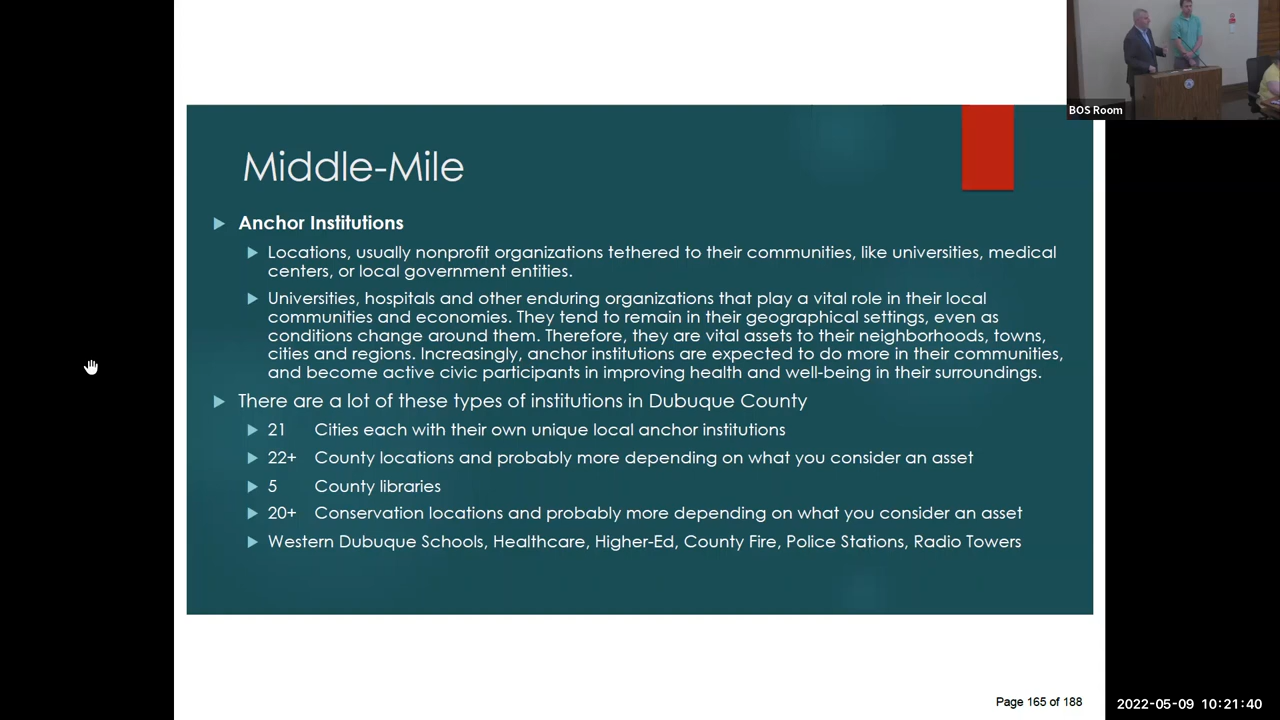 BOS Room
Middle-Mile
Anchor Institutions
Locations, usually nonprofit organizations tethered to their communities, like universities, medical
centers, or local government entities.
Universities, hospitals and other enduring organizations that play a vital role in their local
communities and economies. They tend to remain in their geographical settings, even as
conditions change around them. Therefore, they are vital assets to their neighborhoods, towns,
cities and regions. Increasingly, anchor institutions are expected to do more in their communities,
and become active civic participants in improving health and well-being in their surroundings.
There are a lot of these types of institutions in Dubuque County
21 Cities each with their own unique local anchor institutions
22+ County locations and probably more depending on what you consider an asset
5 County libraries
20+ Conservation locations and probably more depending on what you consider an asset
Western Dubuque Schools, Healthcare, Higher-Ed, County Fire, Police Stations, Radio Towers
Page 165 of 188
2022-05-09 10:21:40